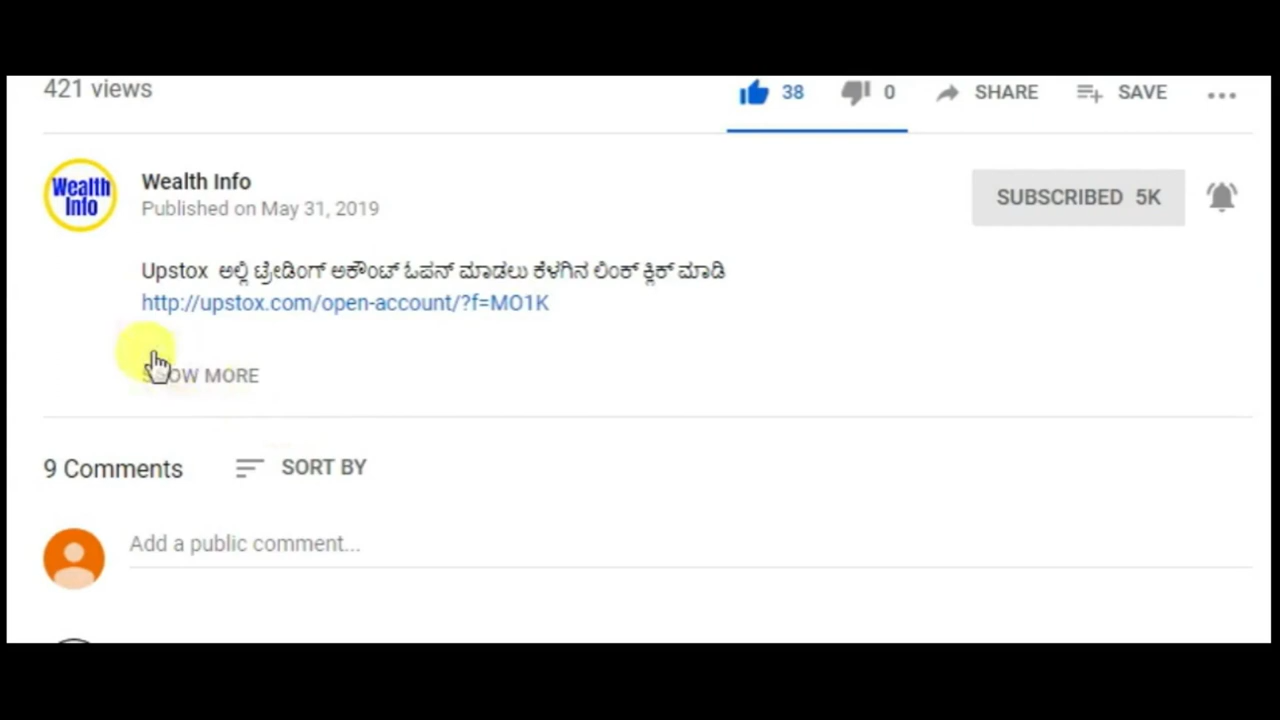 421 views
38
0
SHARE
SAVE
Wealth Info
Wealth Info
Published on May 31, 2019
SUBSCRIBED 5K
Upstox ಅಲ್ಲಿ ಟ್ರೇಡಿಂಗ್ ಅಕೌಂಟ್ ಓಪನ್ ಮಾಡಲು ಕೆಳಗಿನ ಲಿಂಕ್ ಕ್ಲಿಕ್ ಮಾಡಿ
http://upstox.com/open-account/?f=MO1K
SHOW MORE
9 Comments
SORT BY
Add a public comment...